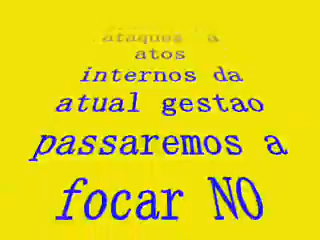 ataques a
atos
internos da
atual gestao
passaremos a
focar NO